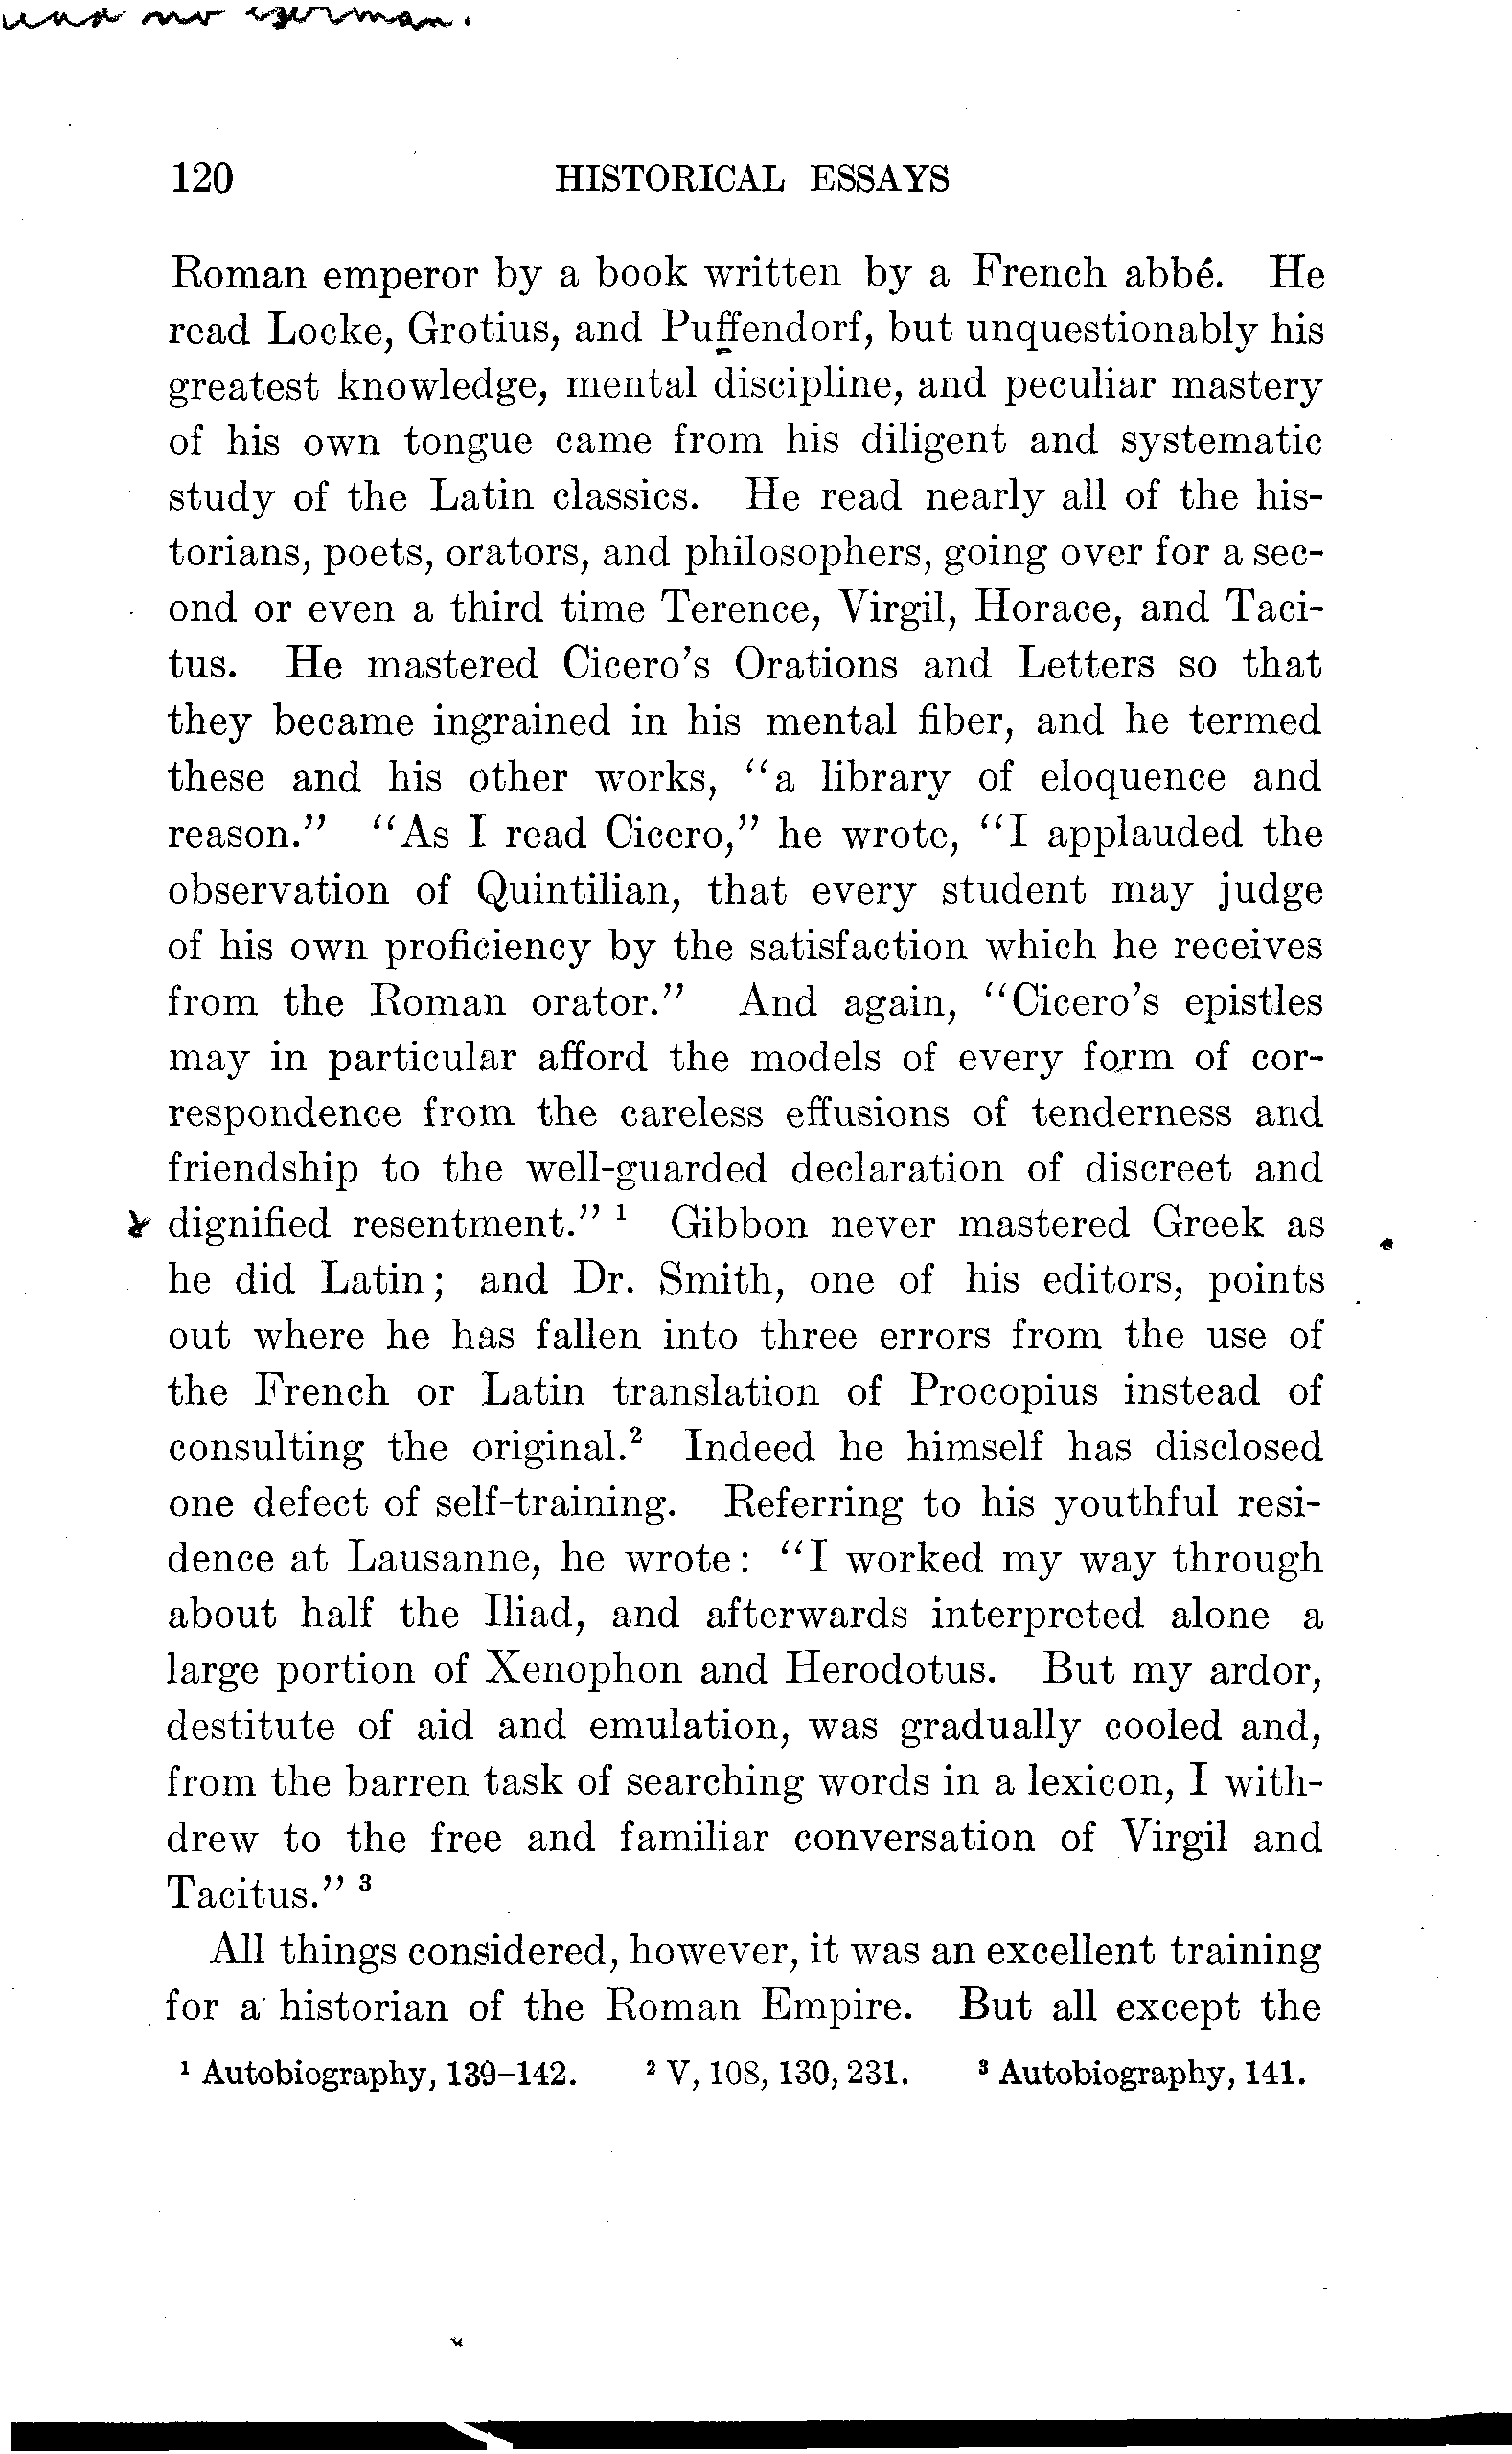 no German.
120 HISTORICAL ESSAYS
Roman emperor by a book written by a French abbé. He
read Locke, Grotius, and Puffendorf, but unquestionably his
greatest knowledge, mental discipline, and peculiar mastery
of his own tongue came from his diligent and systematic
study of the Latin classics. He read nearly all of the his-
torians, poets, orators, and philosophers, going over for a sec-
ond or even a third time Terence, Virgil, Horace, and Taci-
tus. He mastered Cicero's Orations and Letters so that
they became ingrained in his mental fiber, and he termed
these and his other works, "a library of eloquence and
reason." "As I read Cicero," he wrote, "I applauded the
observation of Quintilian, that every student may judge
of his own proficiency by the satisfaction which he receives
from the Roman orator." And again, "Cicero's epistles
may in particular afford the models of every form of cor-
respondence from the careless effusions of tenderness and
friendship to the well-guarded declaration of discreet and
dignified resentment." ¹ Gibbon never mastered Greek as
he did Latin; and Dr. Smith, one of his editors, points
out where he has fallen into three errors from the use of
the French or Latin translation of Procopius instead of
consulting the original.² Indeed he himself has disclosed
one defect of self-training. Referring to his youthful resi-
dence at Lausanne, he wrote: "I worked my way through
about half the Iliad, and afterwards interpreted alone a
large portion of Xenophon and Herodotus. But my ardor,
destitute of aid and emulation, was gradually cooled and,
from the barren task of searching words in a lexicon, I with-
drew to the free and familiar conversation of Virgil and
Tacitus." ³
All things considered, however, it was an excellent training
for a historian of the Roman Empire. But all except the
¹ Autobiography, 139–142. ² V, 108, 130, 231. ³ Autobiography, 141.